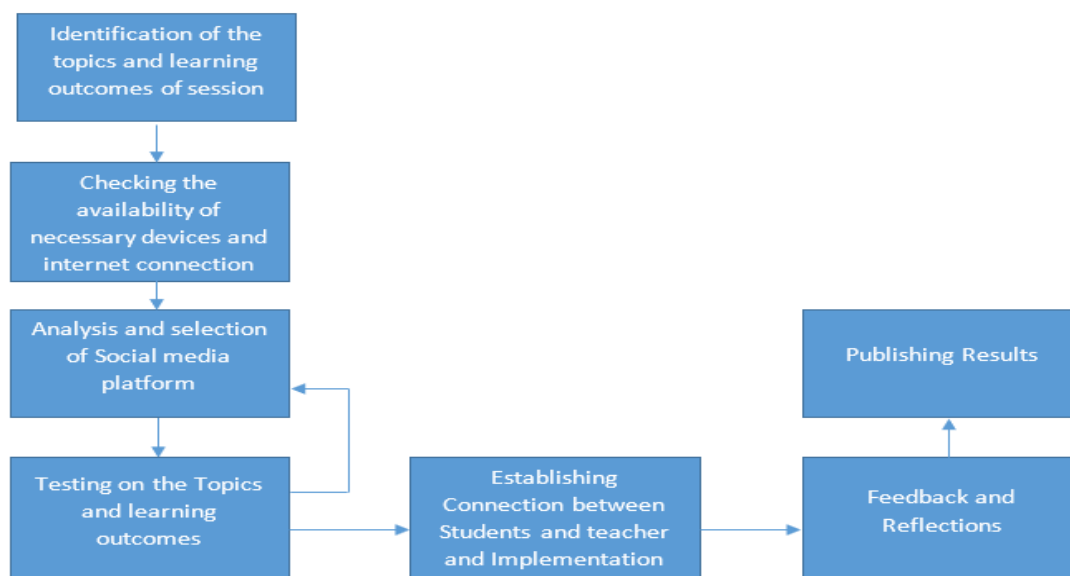 Identification of the
topics and learning
outcomes of session
Checking the
availability of
necessary devices and
internet connection
Analysis and selection
of Social media
platform
Testing on the Topics
and learning
outcomes
Establishing
Connection between
Students and teacher
and Implementation
Feedback and
Reflections
Publishing Results